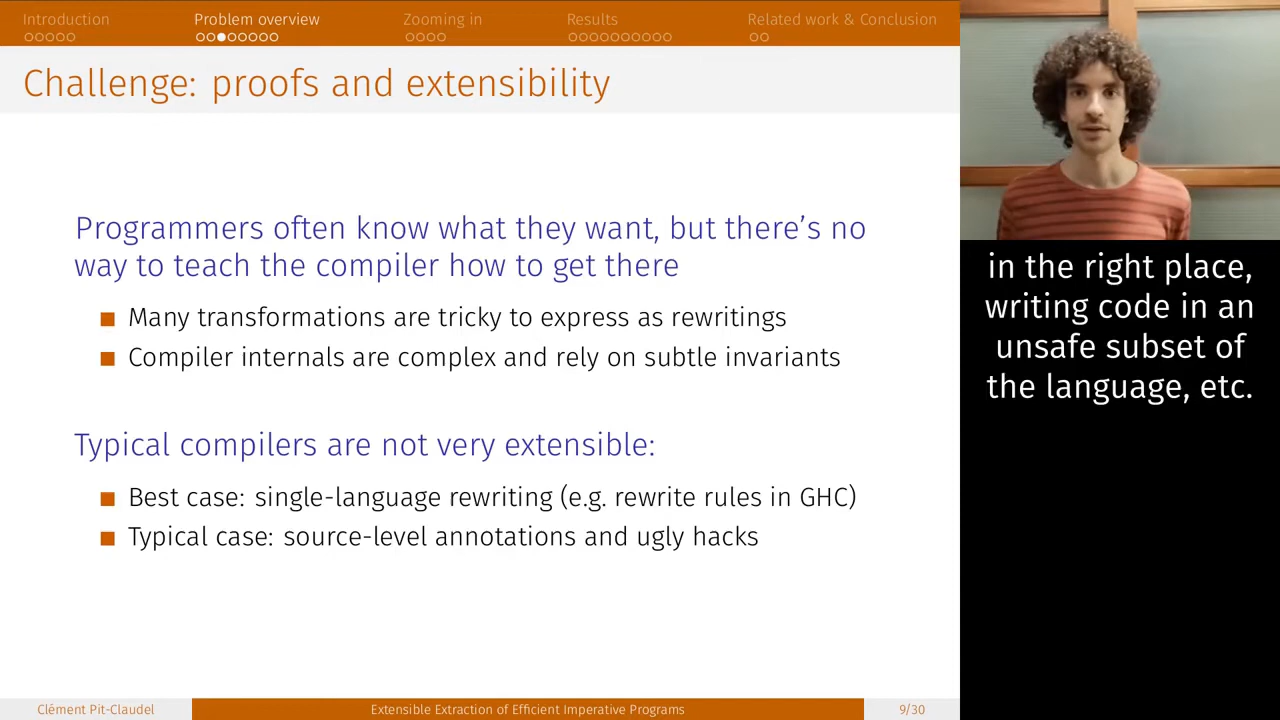 Introduction
Problem overview
Zooming in
Results
Related work & Conclusion
Challenge: proofs and extensibility
Programmers often know what they want, but there's no
way to teach the compiler how to get there
Many transformations are tricky to express as rewritings
Compiler internals are complex and rely on subtle invariants
Typical compilers are not very extensible:
Best case: single-language rewriting (e.g. rewrite rules in GHC)
Typical case: source-level annotations and ugly hacks
in the right place,
writing code in an
unsafe subset of
the language, etc.
Clément Pit-Claudel
Extensible Extraction of Efficient Imperative Programs
9/30